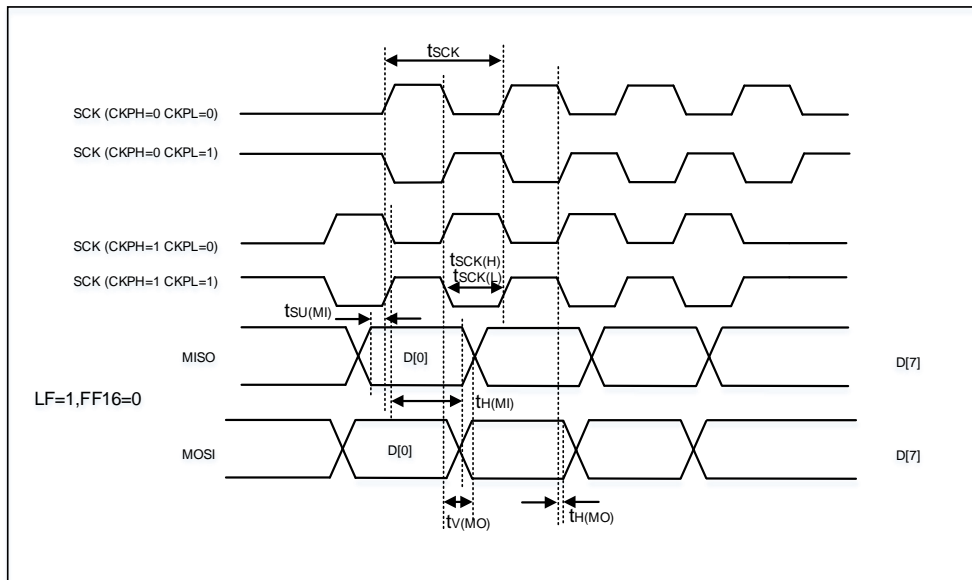 tSCK
SCK (CKPH=0 CKPL=0)
SCK (CKPH=0 CKPL=1)
SCK (CKPH=1 CKPL=0)
tSCK(H)
tSCK(L)
SCK (CKPH=1 CKPL=1)
tSU(MI)
MISO
D[0]
D[7]
LF=1,FF16=0
tH(MI)
MOSI
D[0]
D[7]
tV(MO)
tH(MO)